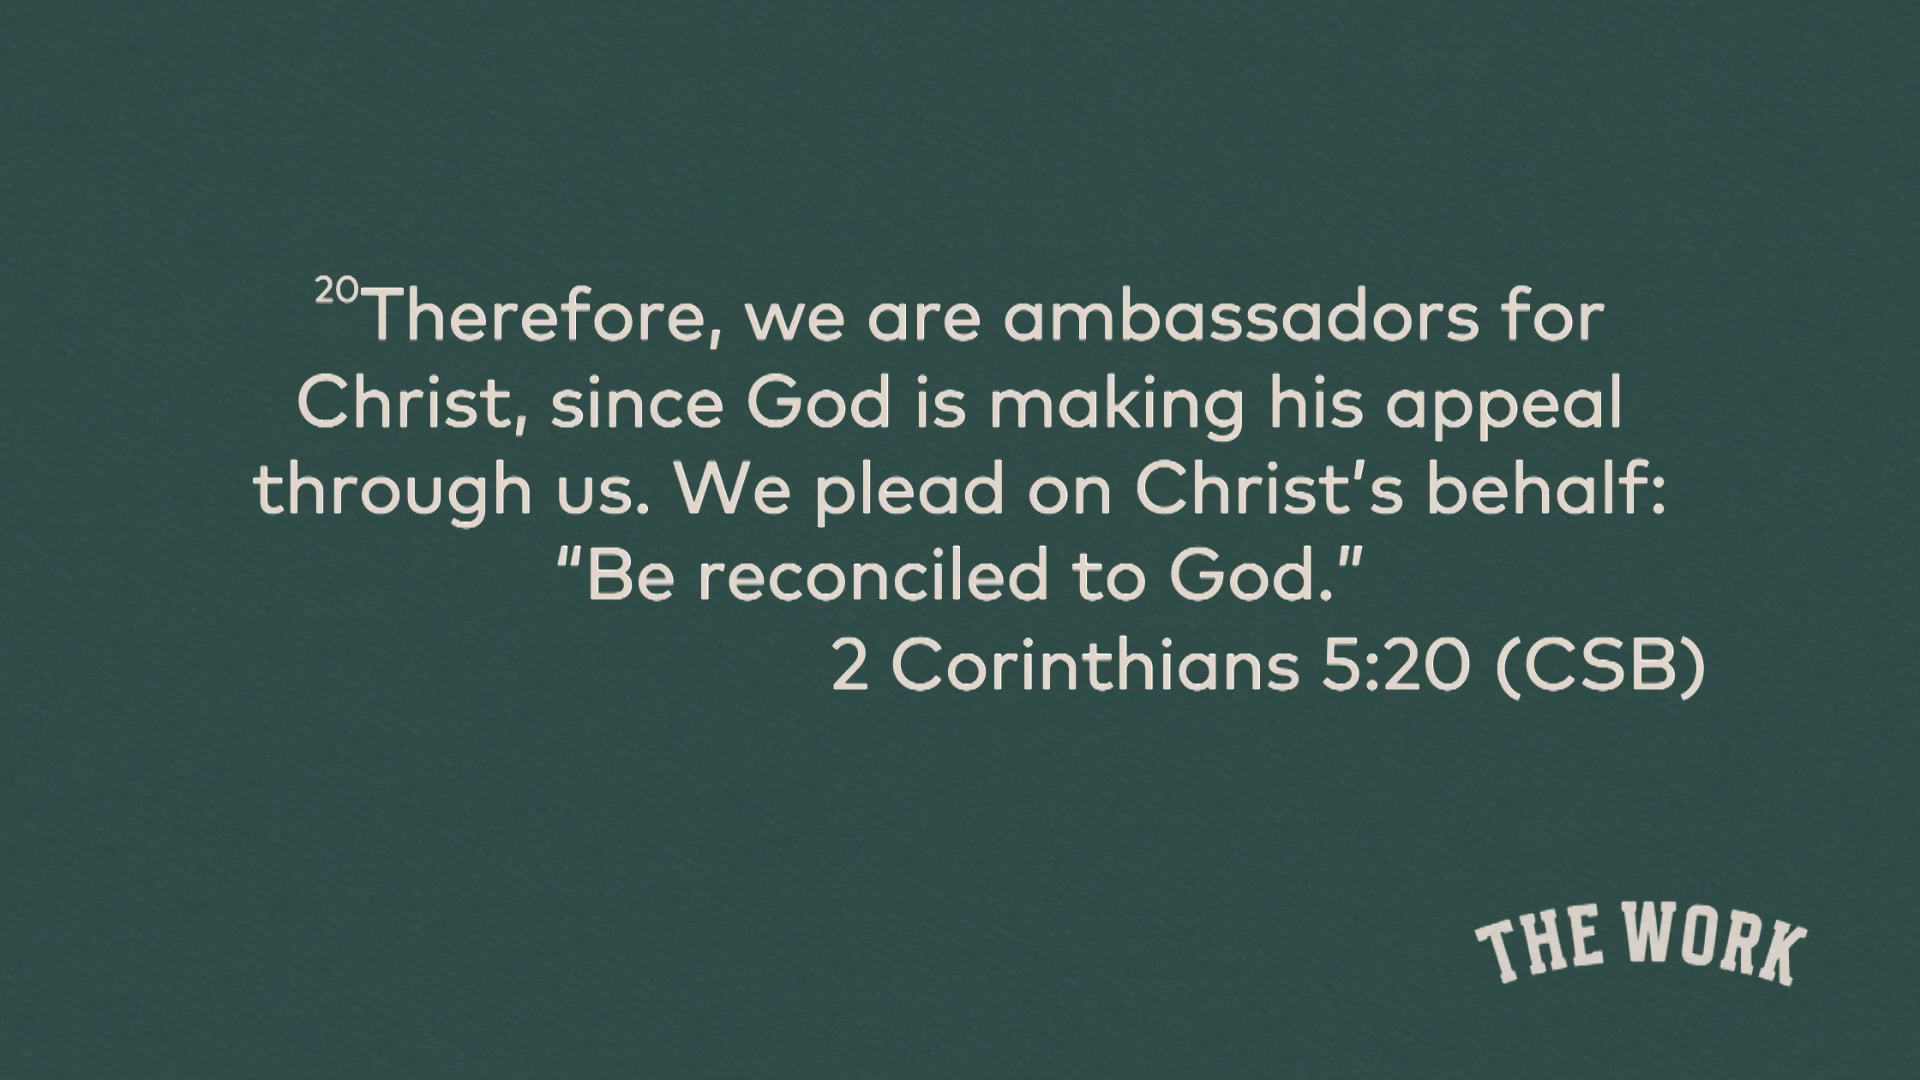 ²⁰Therefore, we are ambassadors for
Christ, since God is making his appeal
through us. We plead on Christ’s behalf:
“Be reconciled to God.”
2 Corinthians 5:20 (CSB)
THE WORK